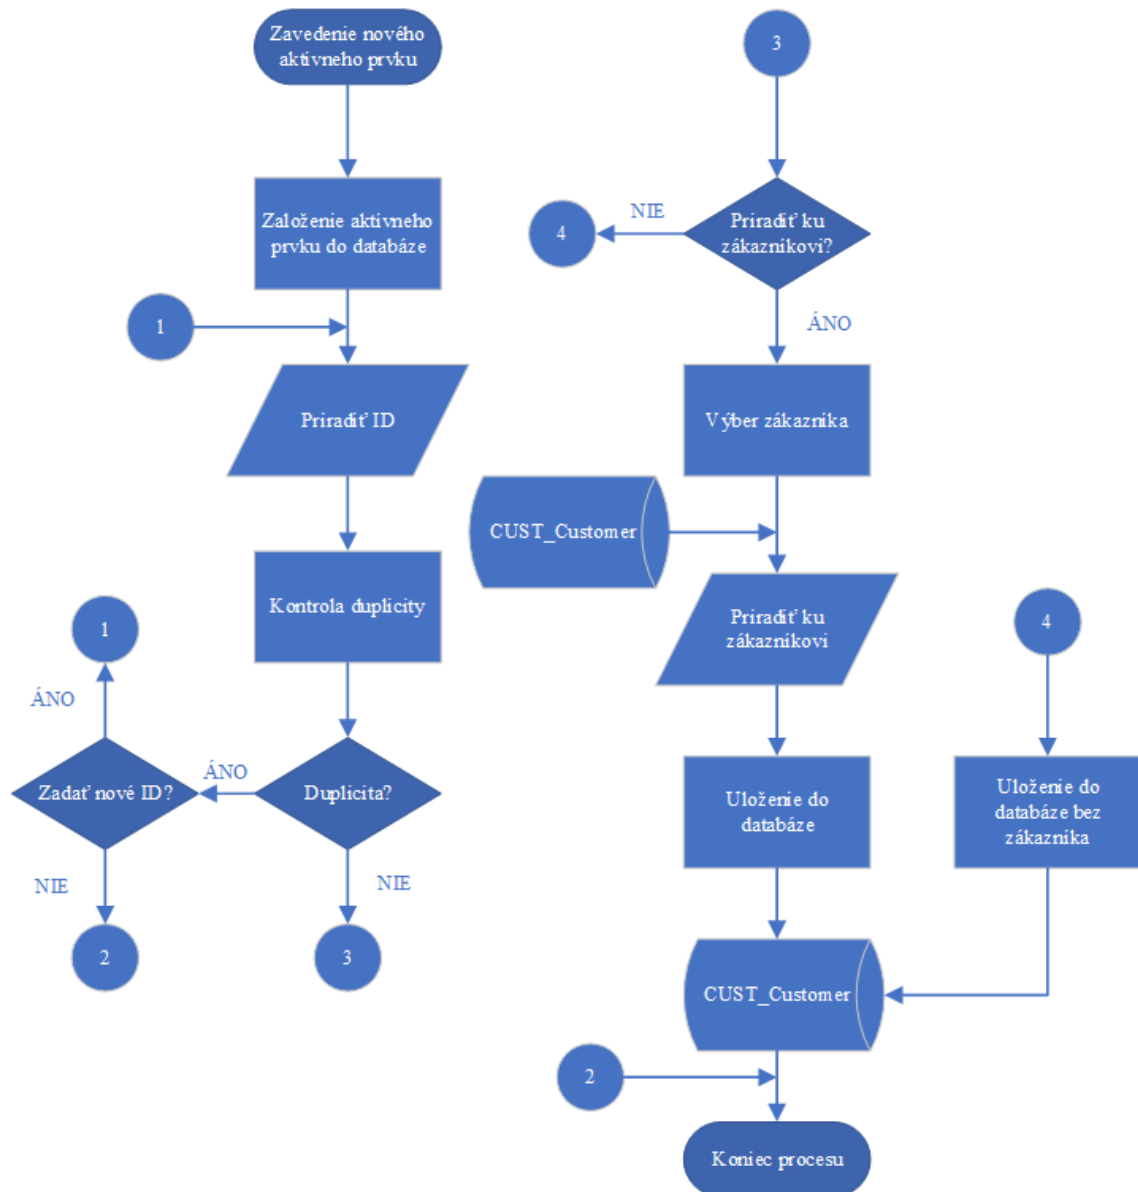 Zavedenie nového
aktívneho prvku
Založenie aktívneho
prvku do databáze
1
Priradiť ID
Kontrola duplicity
1
ÁNO
Zadať nové ID?
ÁNO
Duplicita?
NIE
NIE
2
3
3
Priradiť ku
zákazníkovi?
NIE
4
ÁNO
Výber zákazníka
CUST_Customer
Priradiť ku
zákazníkovi
4
Uloženie do
databáze
Uloženie do
databáze bez
zákazníka
CUST_Customer
2
Koniec procesu